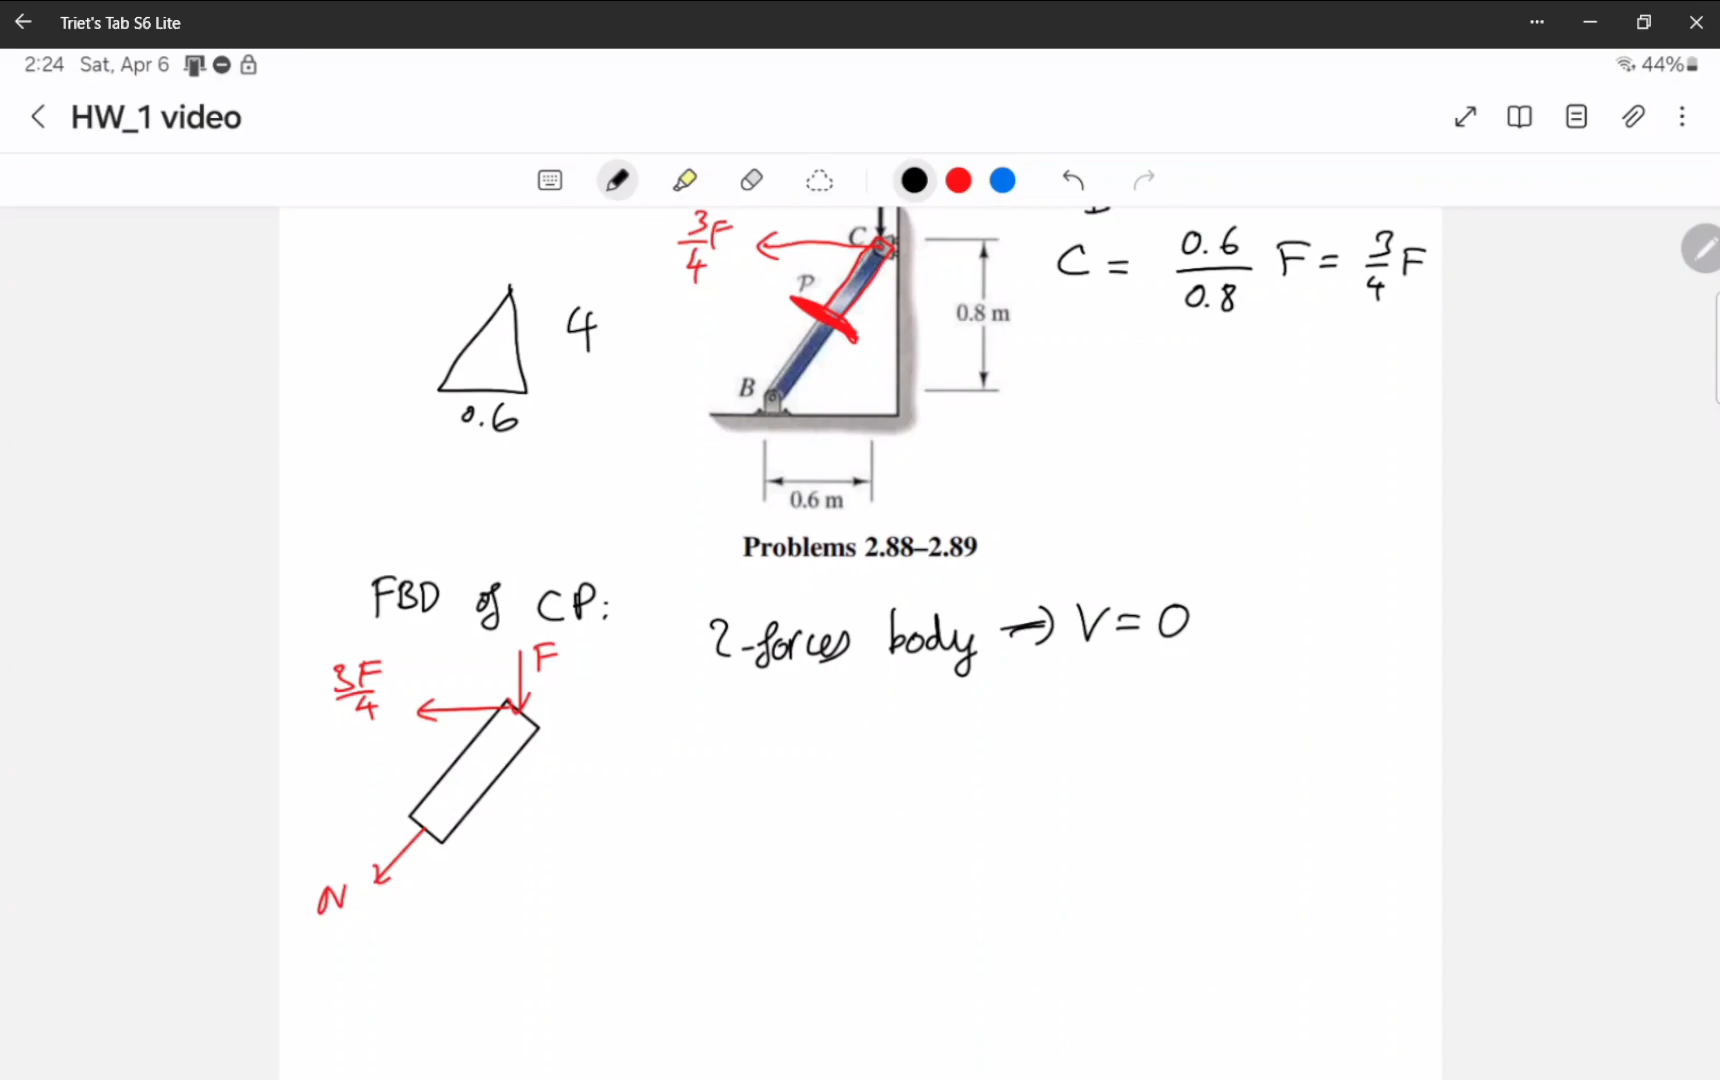 Triet's Tab S6 Lite
2:24 Sat, Apr 6
44%
HW_1 video
3/4 F
C
P
B
0.8 m
0.6 m
C = 0.6/0.8 F = 3/4 F
4
0.6
Problems 2.88–2.89
FBD of CP:
2-forces body → V = 0
3F/4
F
N